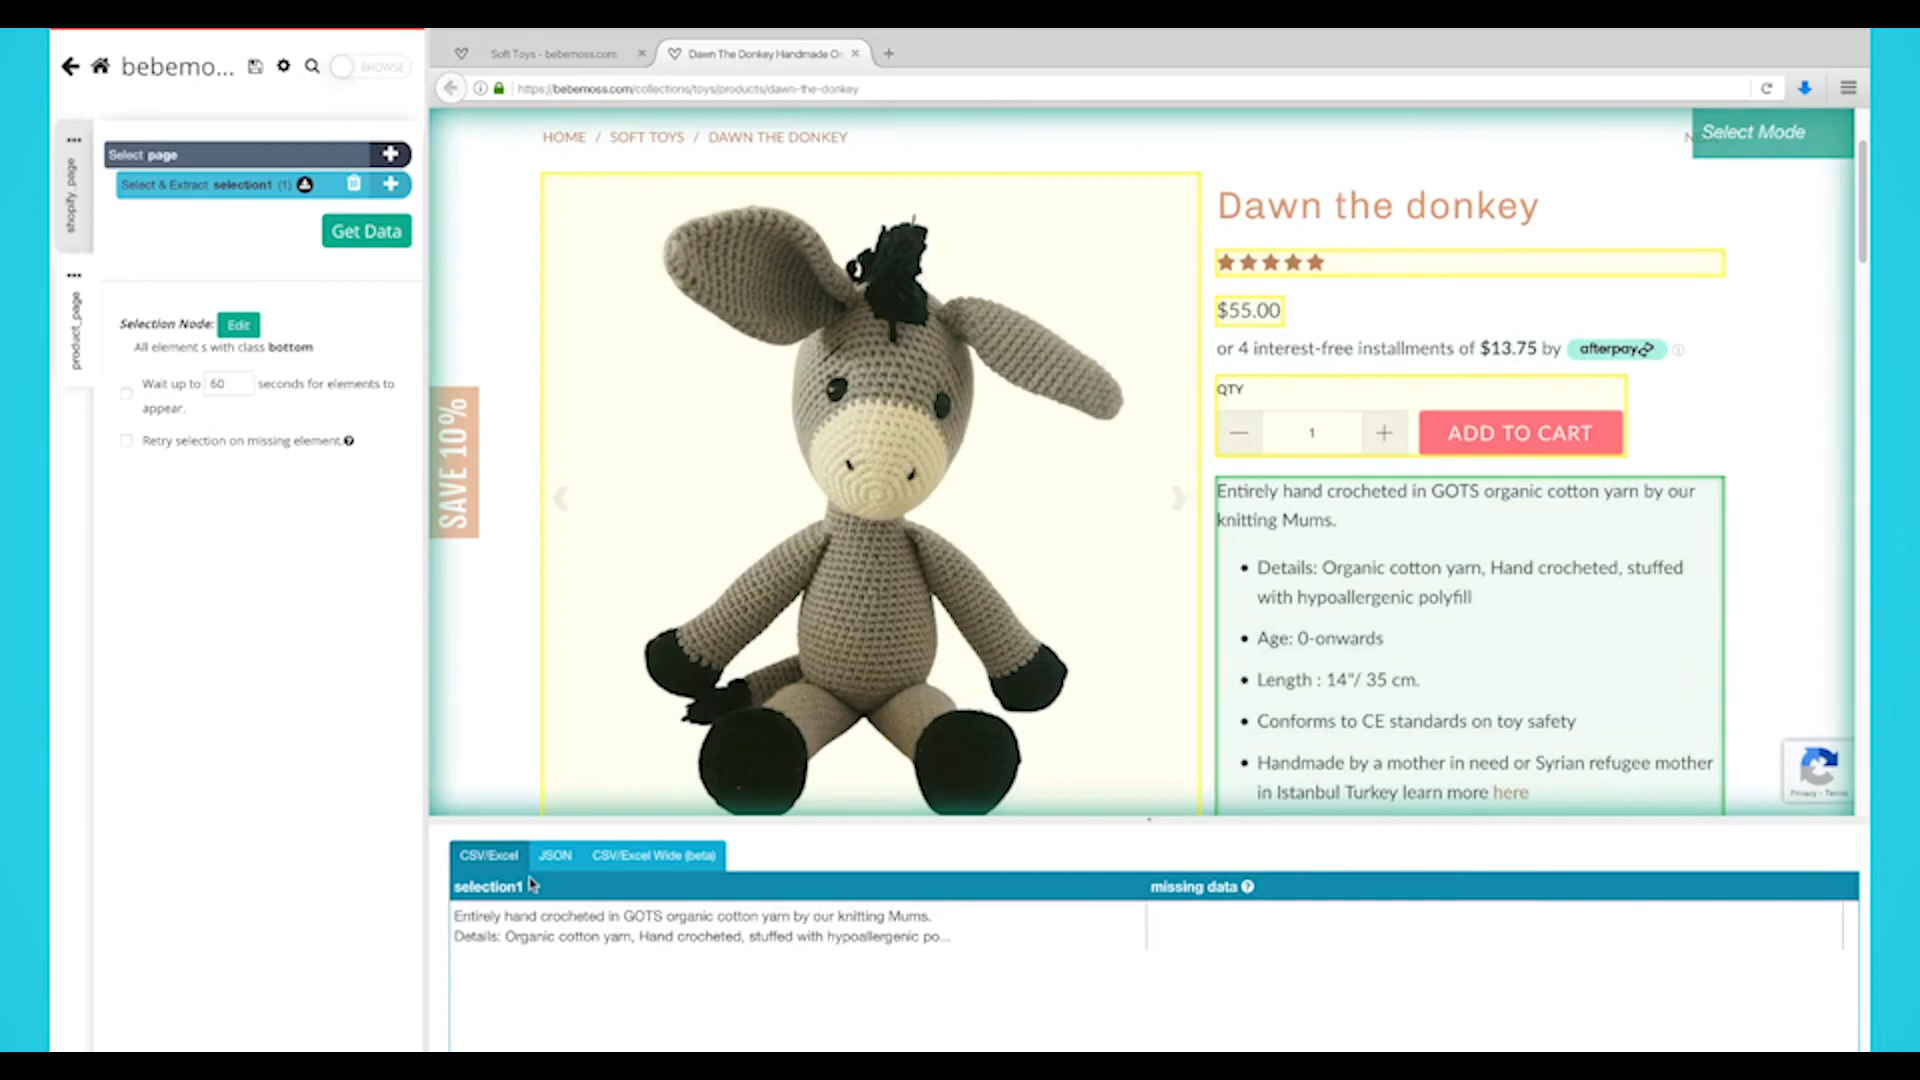 bebemo...
BROWSE
shopify_page
product_page
Select page
Select & Extract selection1 (1)
Get Data
Selection Node: Edit
All element s with class bottom
Wait up to 60 seconds for elements to
appear.
Retry selection on missing element.
Soft Toys - bebemoss.com
Dawn The Donkey Handmade O
https://bebemoss.com/collections/toys/products/dawn-the-donkey
HOME / SOFT TOYS / DAWN THE DONKEY
Select Mode
SAVE 10%
Dawn the donkey
$55.00
or 4 interest-free installments of $13.75 by afterpay
QTY
1
ADD TO CART
Entirely hand crocheted in GOTS organic cotton yarn by our
knitting Mums.
Details: Organic cotton yarn, Hand crocheted, stuffed
with hypoallergenic polyfill
Age: 0-onwards
Length : 14"/ 35 cm.
Conforms to CE standards on toy safety
Handmade by a mother in need or Syrian refugee mother
in Istanbul Turkey learn more here
Privacy - Terms
CSV/Excel
JSON
CSV/Excel Wide (beta)
selection1
missing data
Entirely hand crocheted in GOTS organic cotton yarn by our knitting Mums.
Details: Organic cotton yarn, Hand crocheted, stuffed with hypoallergenic po...